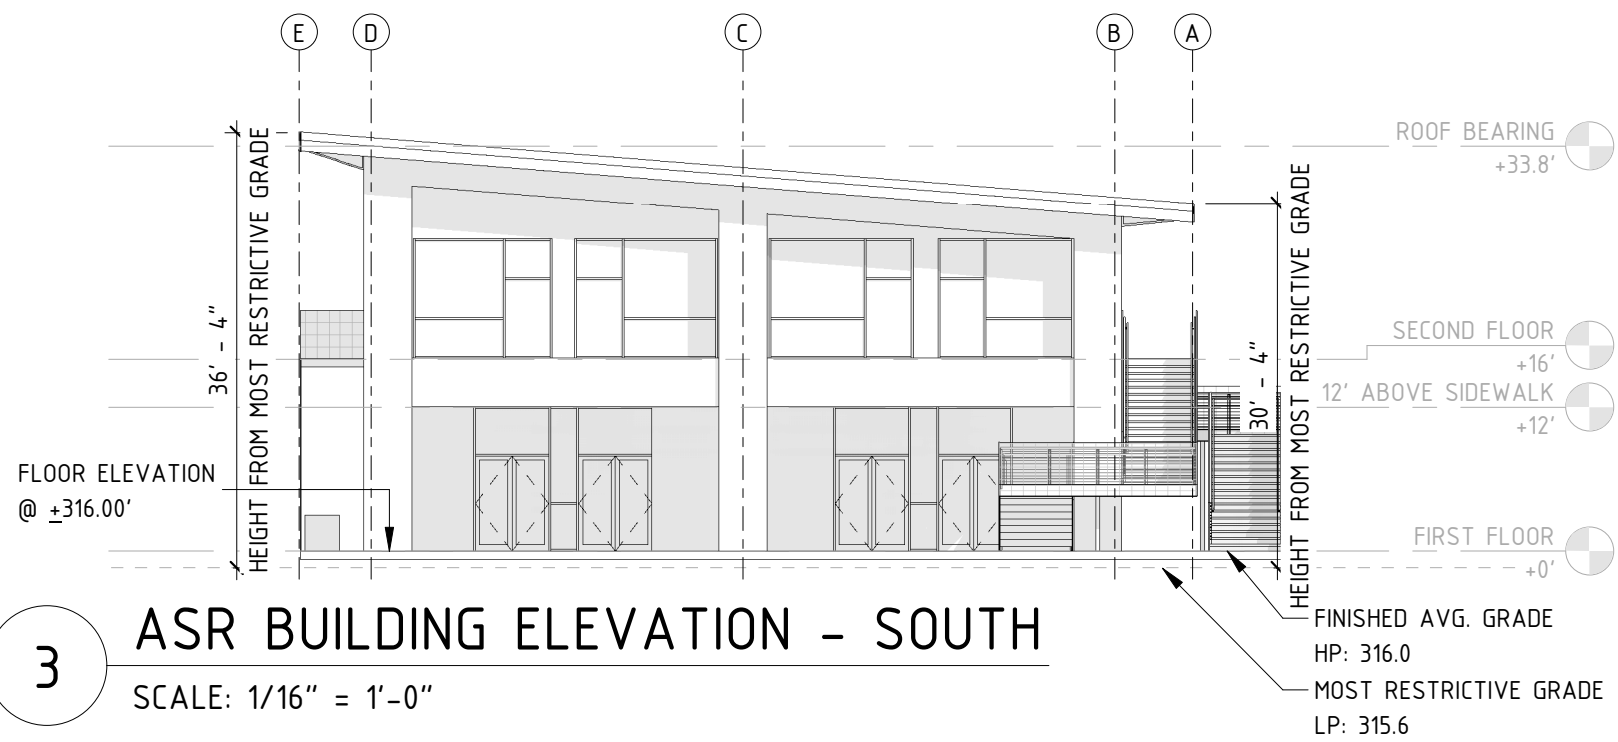 E
D
C
B
A
ROOF BEARING
+33.8'
SECOND FLOOR
+16'
12' ABOVE SIDEWALK
+12'
FIRST FLOOR
+0'
36' - 4"
HEIGHT FROM MOST RESTRICTIVE GRADE
30' - 4"
HEIGHT FROM MOST RESTRICTIVE GRADE
FLOOR ELEVATION
@ ±316.00'
FINISHED AVG. GRADE
HP: 316.0
MOST RESTRICTIVE GRADE
LP: 315.6
3
ASR BUILDING ELEVATION - SOUTH
SCALE: 1/16" = 1'-0"